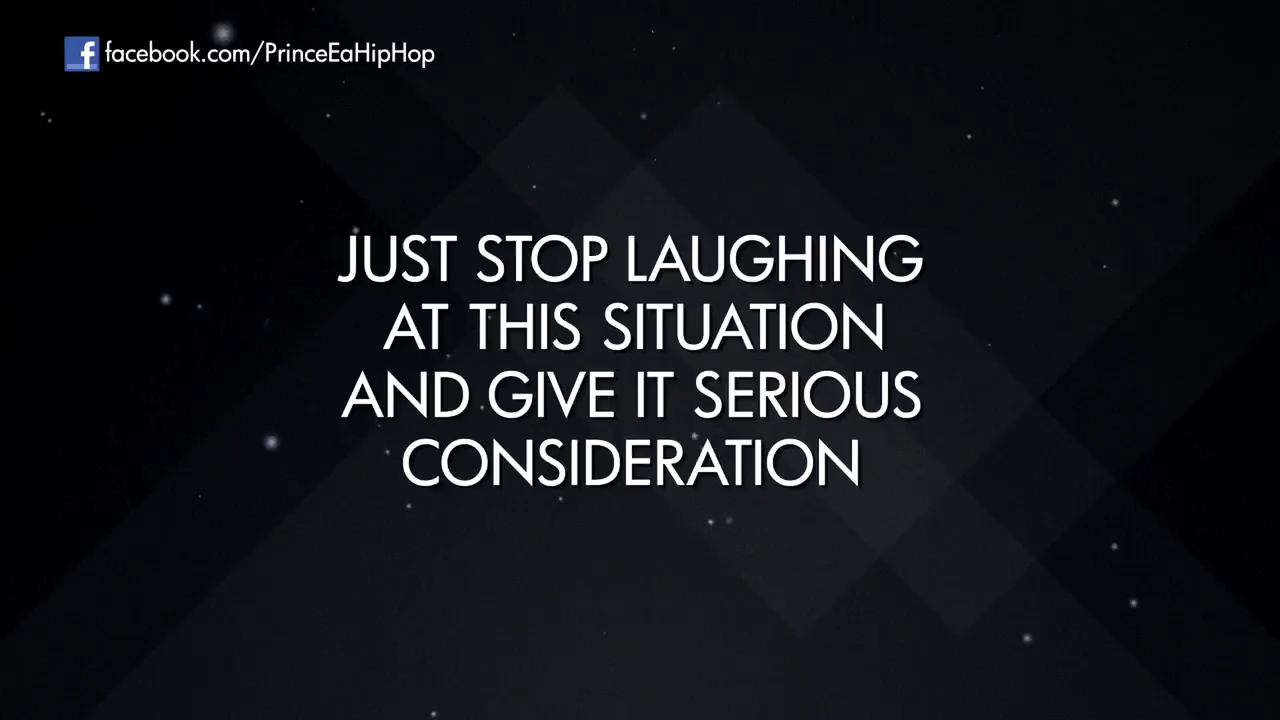 facebook.com/PrinceEaHipHop
JUST STOP LAUGHING
AT THIS SITUATION
AND GIVE IT SERIOUS
CONSIDERATION